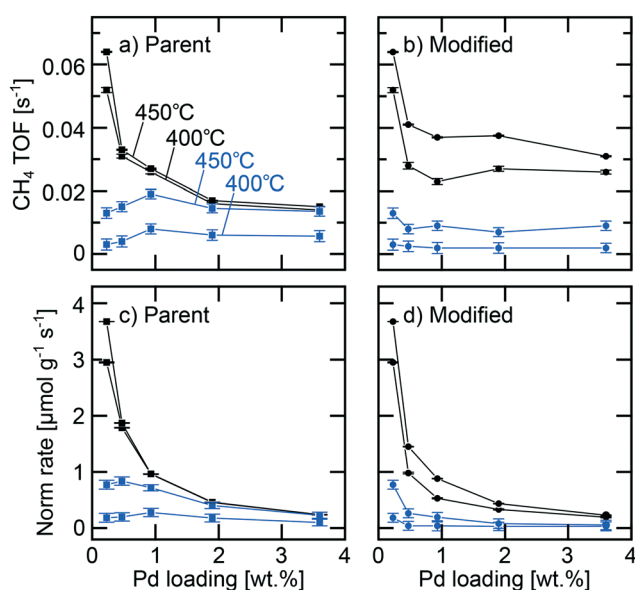 a) Parent
b) Modified
CH₄ TOF [s⁻¹]
0.06
0.04
0.02
0
450℃
400℃
450℃
400℃
c) Parent
d) Modified
Norm rate [μmol g⁻¹ s⁻¹]
4
3
2
1
0
0 1 2 3 4
0 1 2 3 4
Pd loading [wt.%]
Pd loading [wt.%]